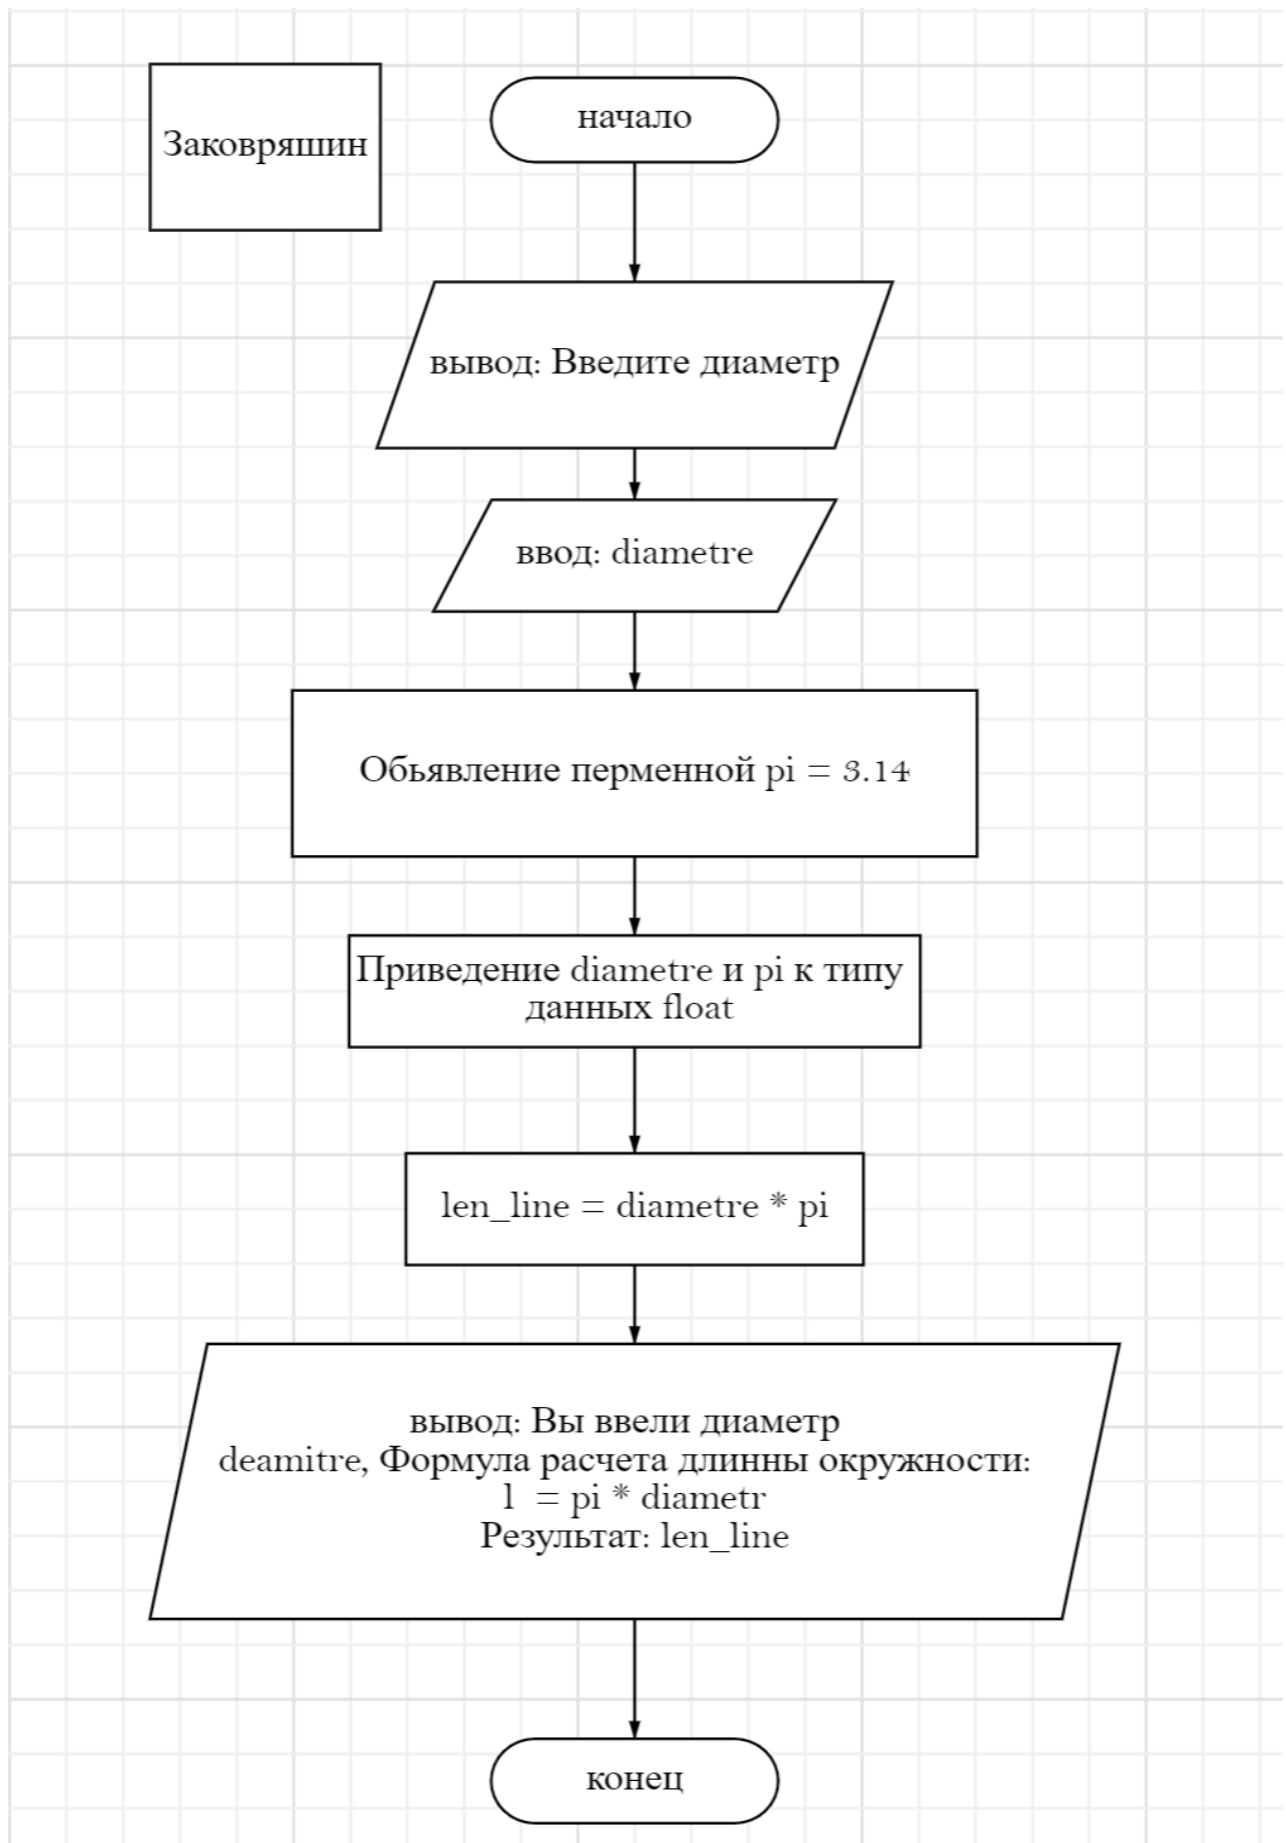 Заковряшин
начало
вывод: Введите диаметр
ввод: diametre
Обьявление перменной pi = 3.14
Приведение diametre и pi к типу
данных float
len_line = diametre * pi
вывод: Вы ввели диаметр
deamitre, Формула расчета длинны окружности:
l = pi * diametr
Результат: len_line
конец